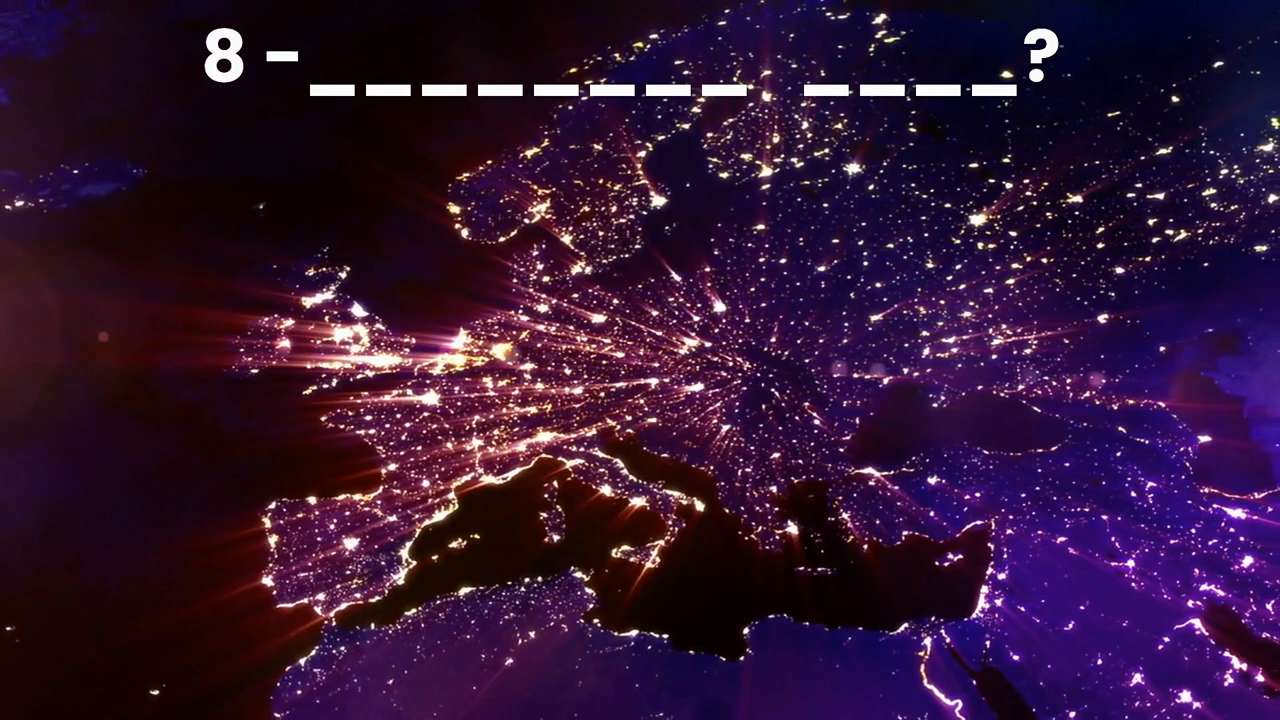 8 - _ _ _ _ _ _ _ _  _ _ _ _?